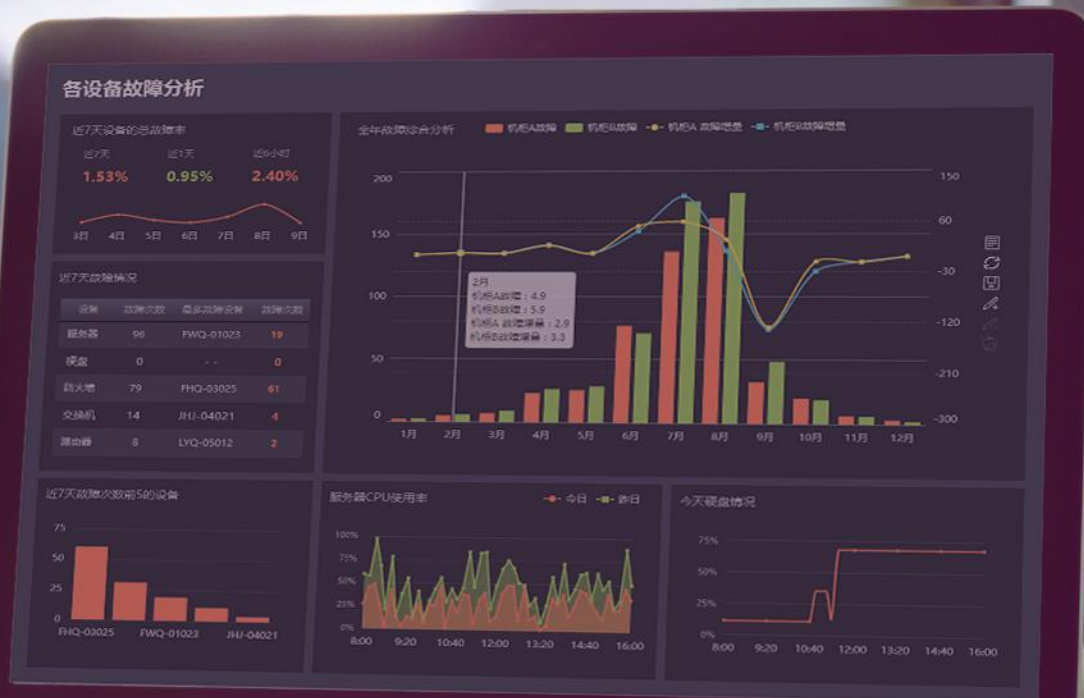 各设备故障分析
近7天设备的总故障率
近7天 近1天 近6小时
1.53% 0.95% 2.40%
3日 4日 5日 6日 7日 8日 9日
近7天故障情况
设备 故障次数 最多故障设备 故障次数
服务器 96 FWQ-01023 19
硬盘 0 - - 0
防火墙 79 FHQ-03025 61
交换机 14 JHJ-04021 4
路由器 8 LYQ-05012 2
全年故障综合分析 机柜A故障 机柜B故障 机柜A 故障增量 机柜B故障增量
200 150
150 60
100 -30
50 -120
0 -210
-300
2月
机柜A故障：4.9
机柜B故障：5.9
机柜A 故障增量：2.9
机柜B故障增量：3.3
1月 2月 3月 4月 5月 6月 7月 8月 9月 10月 11月 12月
近7天故障次数前5的设备
75
50
25
0
FHQ-03025 FWQ-01023 JHJ-04021
服务器CPU使用率 今日 昨日
100%
75%
50%
25%
0%
8:00 9:20 10:40 12:00 13:20 14:40 16:00
今天硬盘情况
75%
50%
25%
0%
8:00 9:20 10:40 12:00 13:20 14:40 16:00